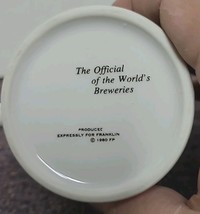 The Official
of the World's
Breweries
PRODUCED
EXPRESSLY FOR FRANKLIN
© 1980 FP